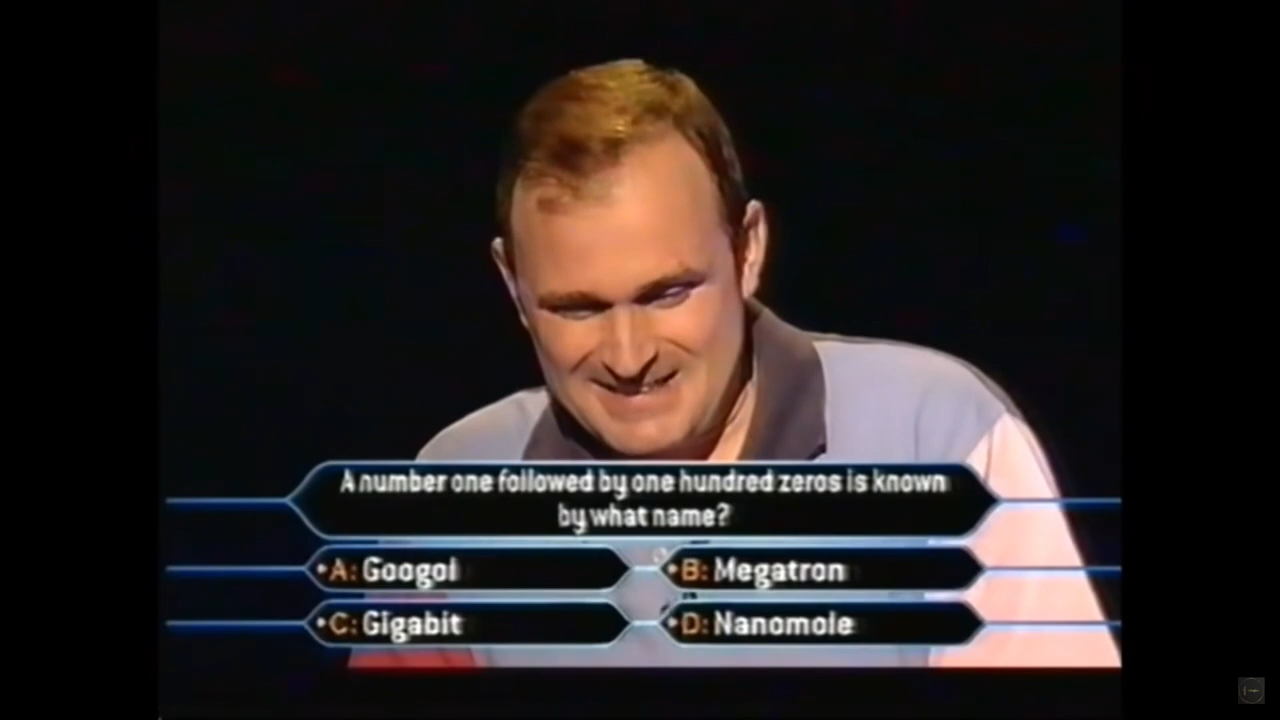 A number one followed by one hundred zeros is known
by what name?
A: Googol
B: Megatron
C: Gigabit
D: Nanomole